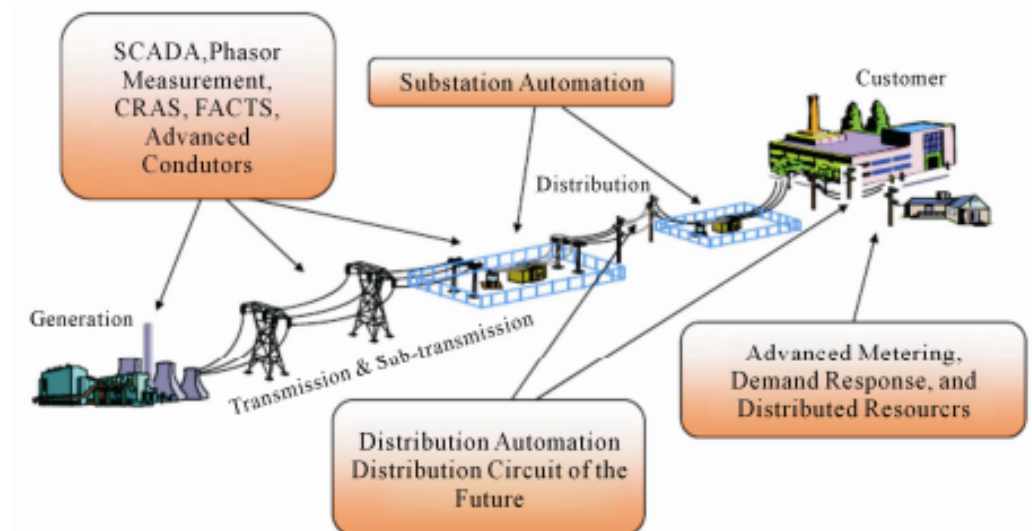 SCADA,Phasor
Measurement,
CRAS, FACTS,
Advanced
Condutors
Substation Automation
Customer
Distribution
Generation
Transmission & Sub-transmission
Advanced Metering,
Demand Response, and
Distributed Resourcrs
Distribution Automation
Distribution Circuit of the
Future